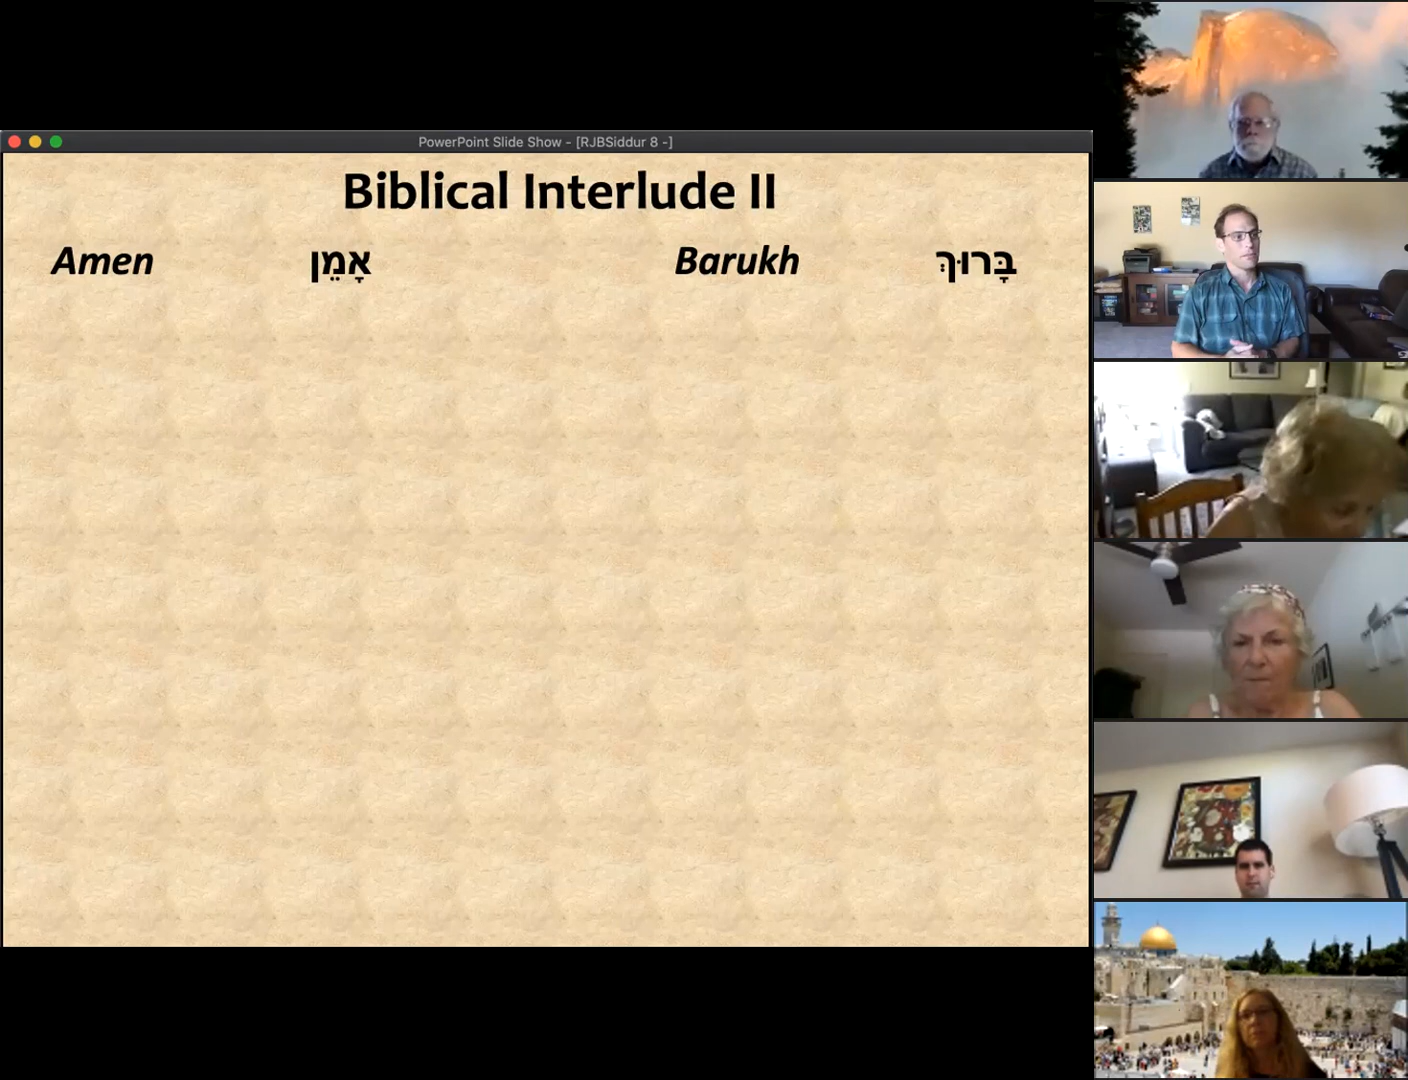 PowerPoint Slide Show - [RJBSiddur 8 -]
Biblical Interlude II
Amen אָמֵן Barukh בָּרוּךְ